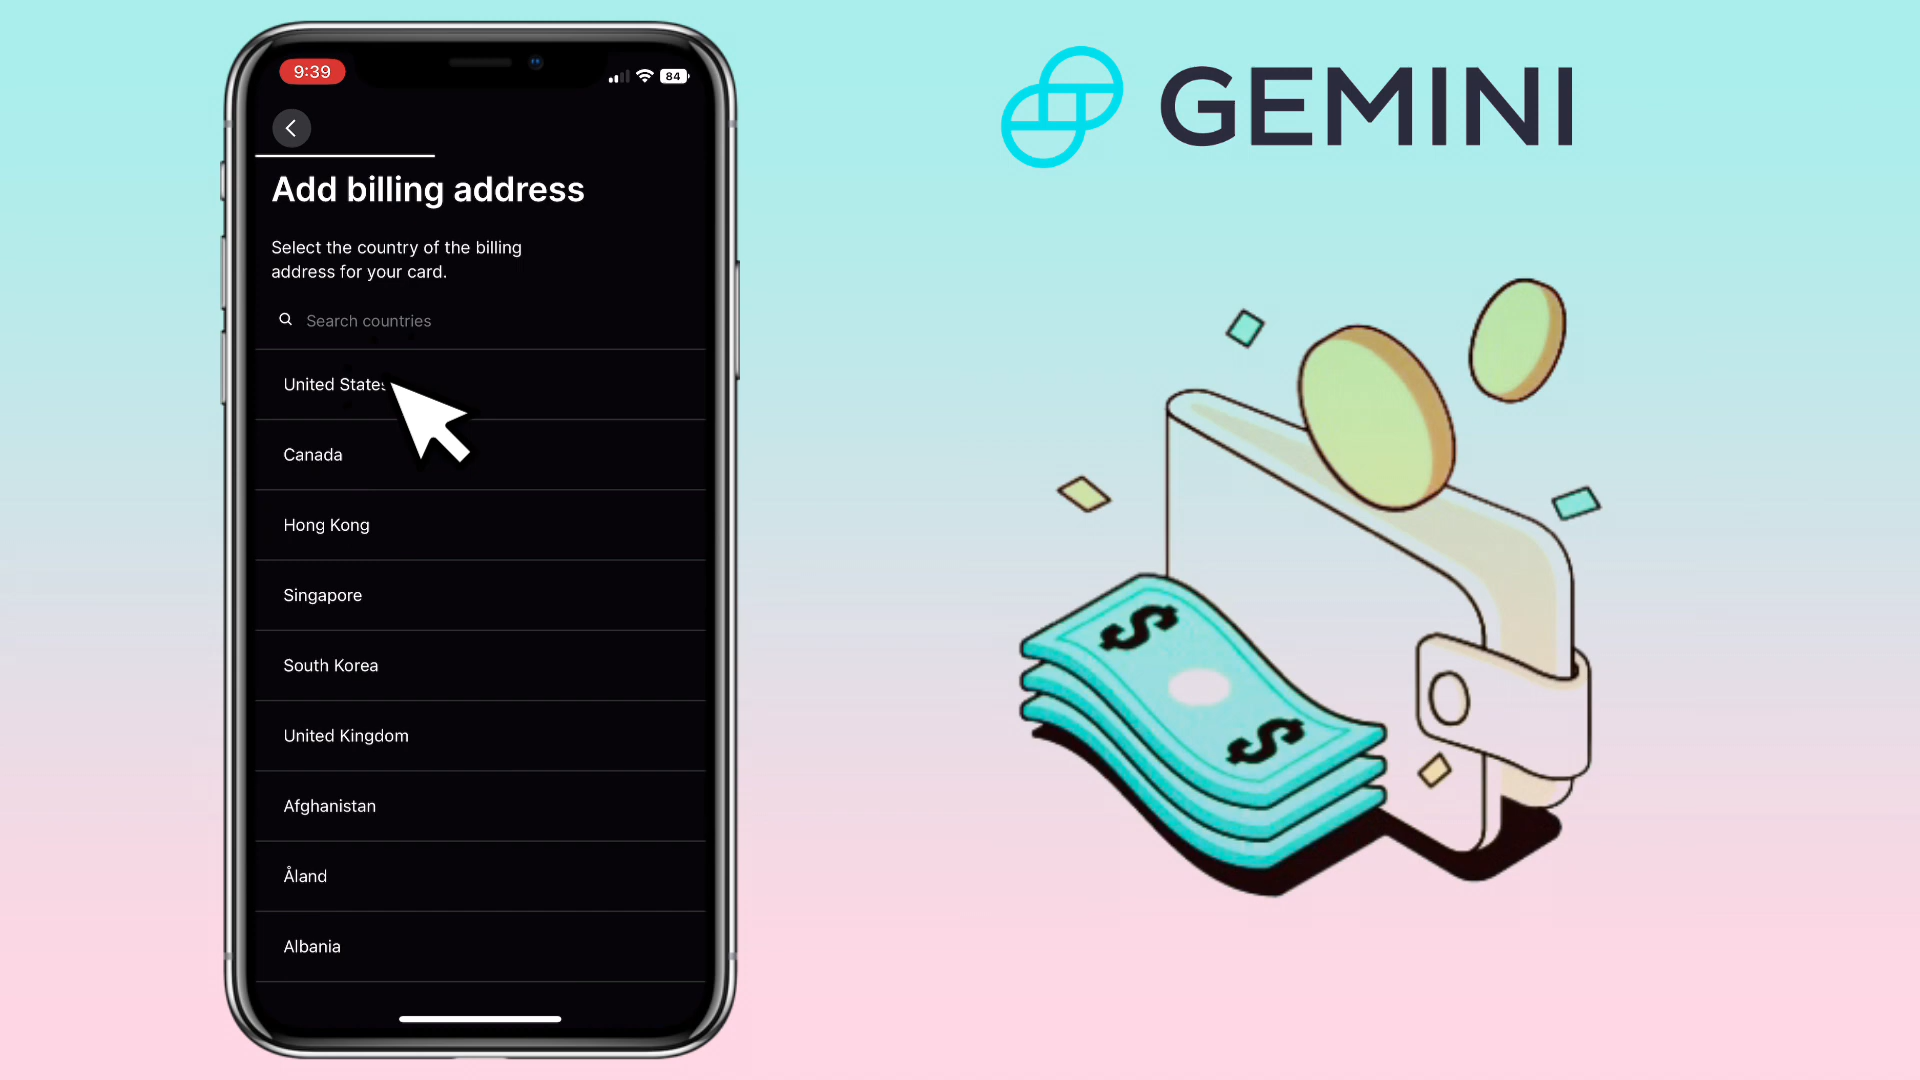 9:39
84
Add billing address
Select the country of the billing
address for your card.
Search countries
United States
Canada
Hong Kong
Singapore
South Korea
United Kingdom
Afghanistan
Åland
Albania
GEMINI
$
$